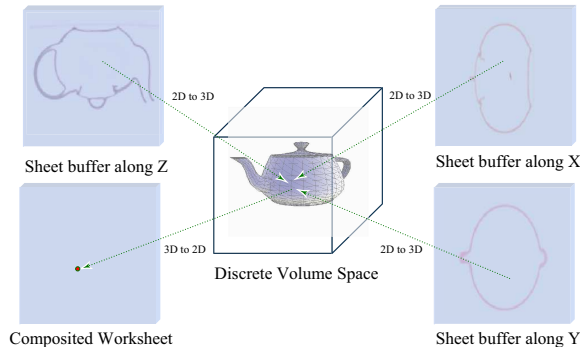 2D to 3D
2D to 3D
Sheet buffer along Z
Sheet buffer along X
3D to 2D
2D to 3D
Discrete Volume Space
Composited Worksheet
Sheet buffer along Y